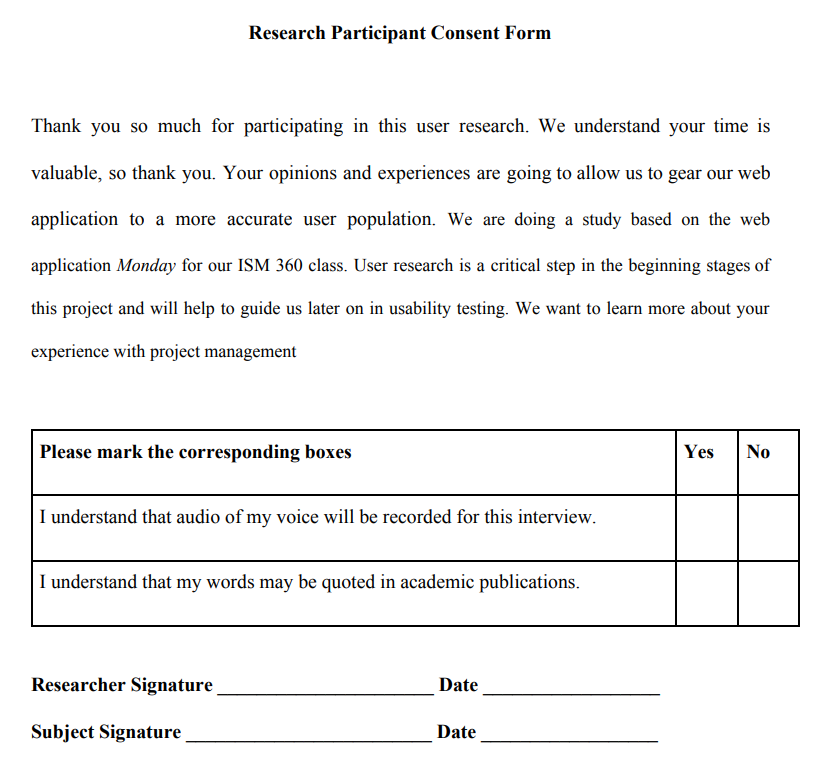 Research Participant Consent Form
Thank you so much for participating in this user research. We understand your time is
valuable, so thank you. Your opinions and experiences are going to allow us to gear our web
application to a more accurate user population. We are doing a study based on the web
application Monday for our ISM 360 class. User research is a critical step in the beginning stages of
this project and will help to guide us later on in usability testing. We want to learn more about your
experience with project management
Please mark the corresponding boxes Yes No
I understand that audio of my voice will be recorded for this interview.
I understand that my words may be quoted in academic publications.
Researcher Signature ______________________ Date __________________
Subject Signature _________________________ Date __________________